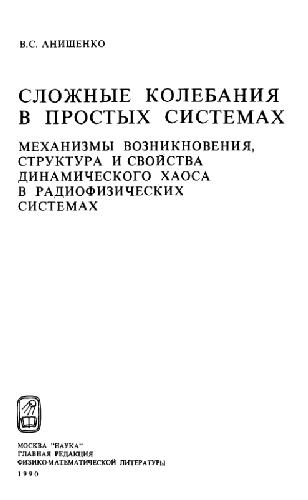 В.С. АНИЩЕНКО
СЛОЖНЫЕ КОЛЕБАНИЯ
В ПРОСТЫХ СИСТЕМАХ
МЕХАНИЗМЫ ВОЗНИКНОВЕНИЯ,
СТРУКТУРА И СВОЙСТВА
ДИНАМИЧЕСКОГО ХАОСА
В РАДИОФИЗИЧЕСКИХ
СИСТЕМАХ
МОСКВА "НАУКА"
ГЛАВНАЯ РЕДАКЦИЯ
ФИЗИКО-МАТЕМАТИЧЕСКОЙ ЛИТЕРАТУРЫ
1990